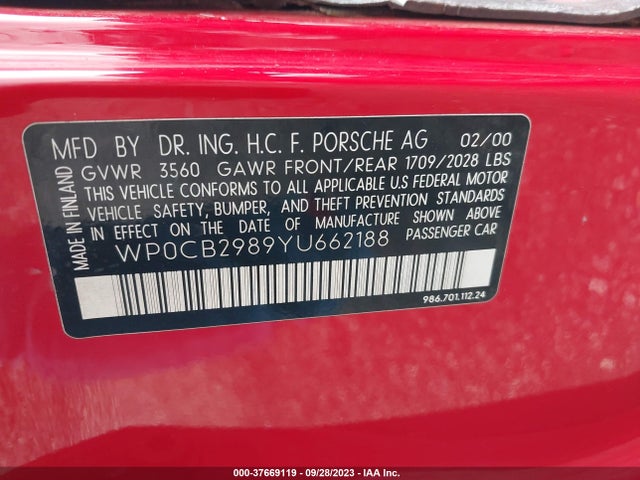 MFD BY DR. ING. H.C. F. PORSCHE AG 02/00
GVWR 3560 GAWR FRONT/REAR 1709/2028 LBS
THIS VEHICLE CONFORMS TO ALL APPLICABLE U.S FEDERAL MOTOR
VEHICLE SAFETY, BUMPER, AND THEFT PREVENTION STANDARDS
IN EFFECT ON THE DATE OF MANUFACTURE SHOWN ABOVE
WP0CB2989YU662188 PASSENGER CAR
MADE IN FINLAND
986.701.112.24
000-37669119 - 09/28/2023 - IAA Inc.